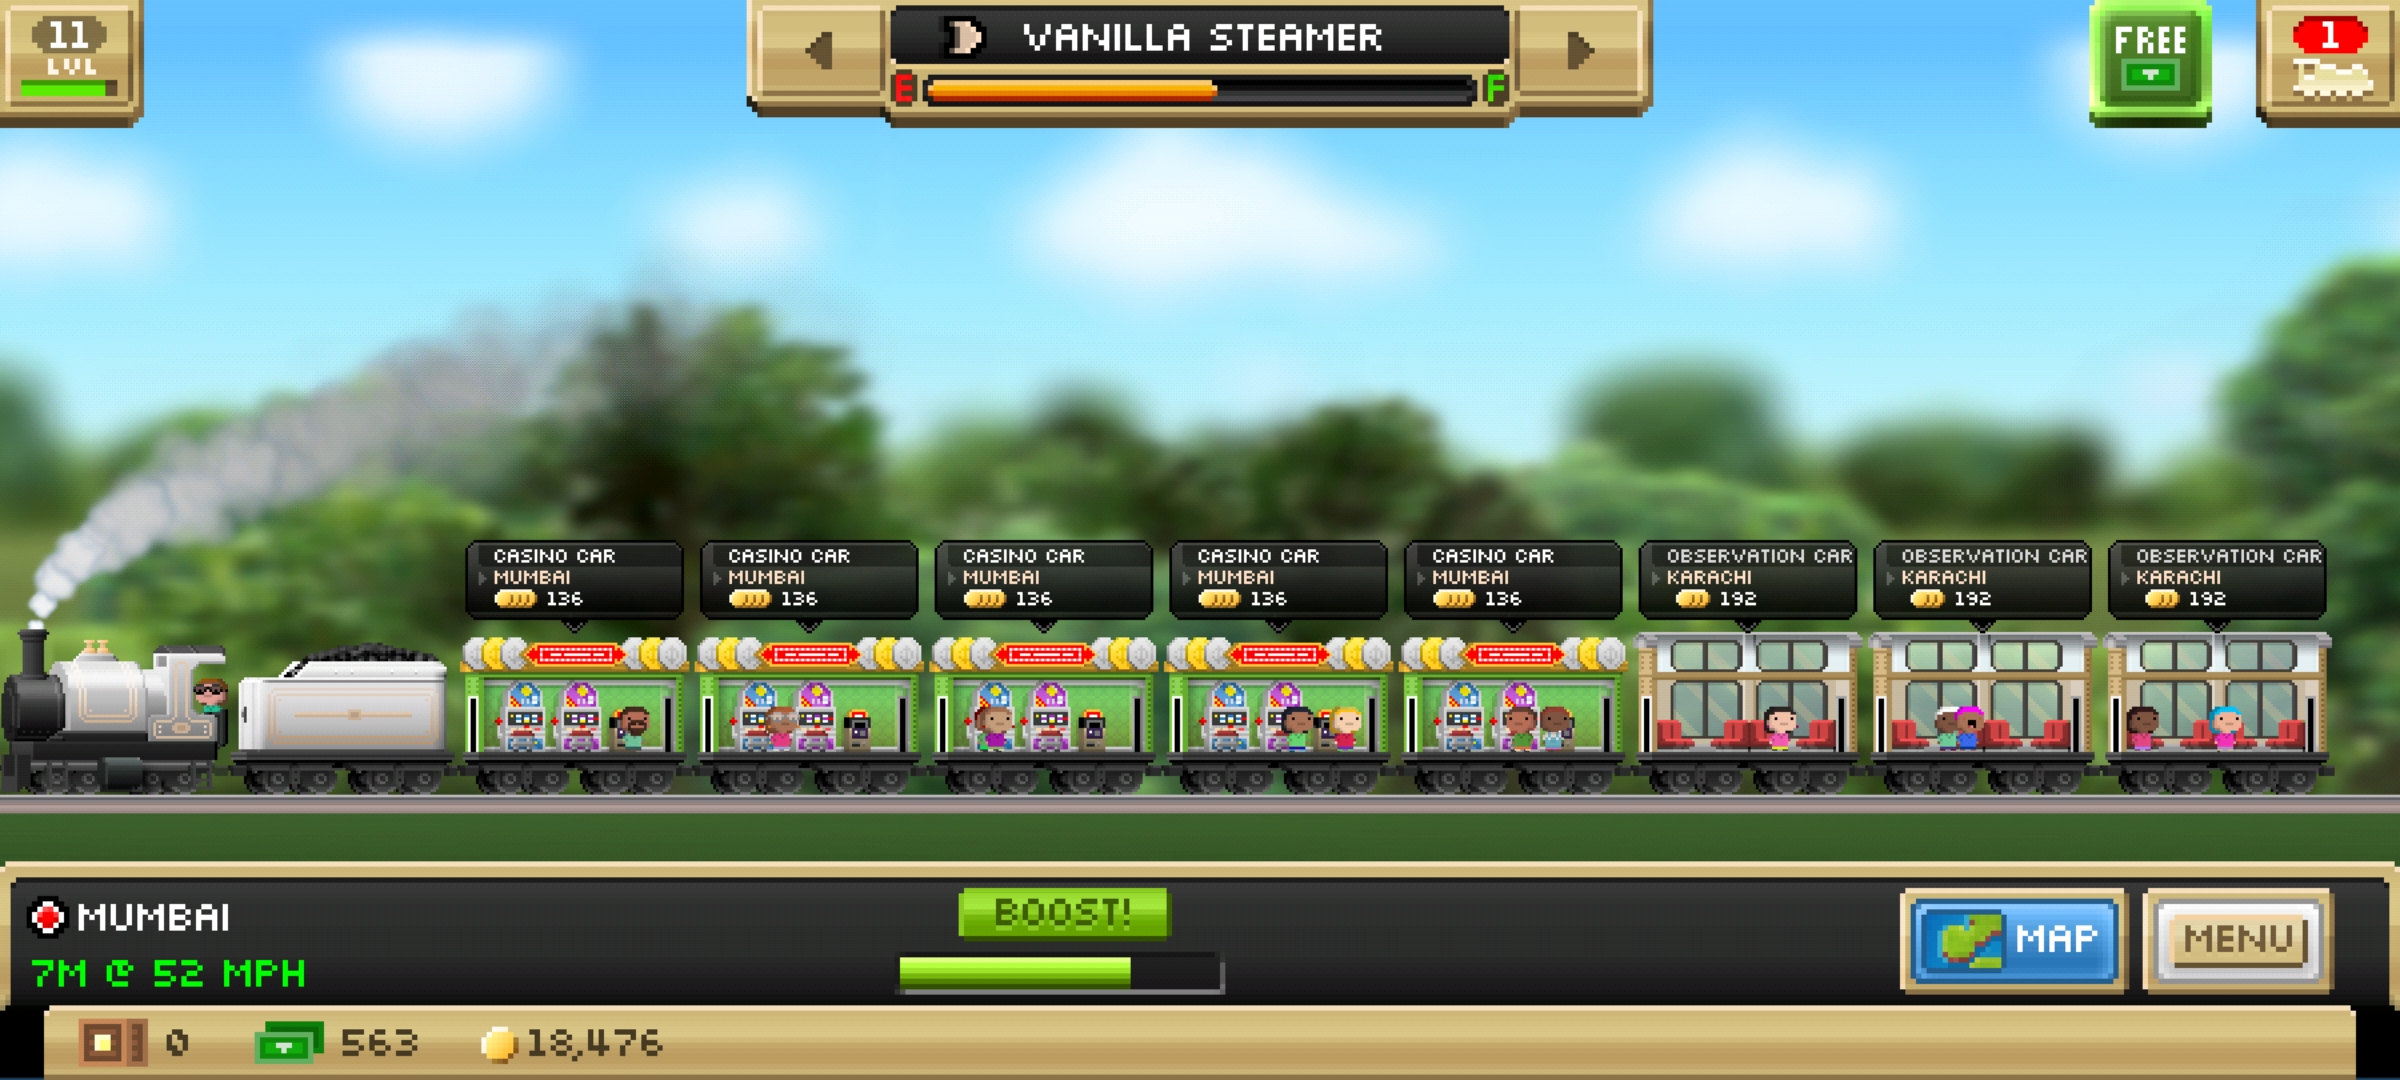 11
LVL
VANILLA STEAMER
E
F
FREE
1
CASINO CAR
MUMBAI
136
CASINO CAR
MUMBAI
136
CASINO CAR
MUMBAI
136
CASINO CAR
MUMBAI
136
CASINO CAR
MUMBAI
136
OBSERVATION CAR
KARACHI
192
OBSERVATION CAR
KARACHI
192
OBSERVATION CAR
KARACHI
192
MUMBAI
7M @ 52 MPH
BOOST!
MAP
MENU
0
563
18,476